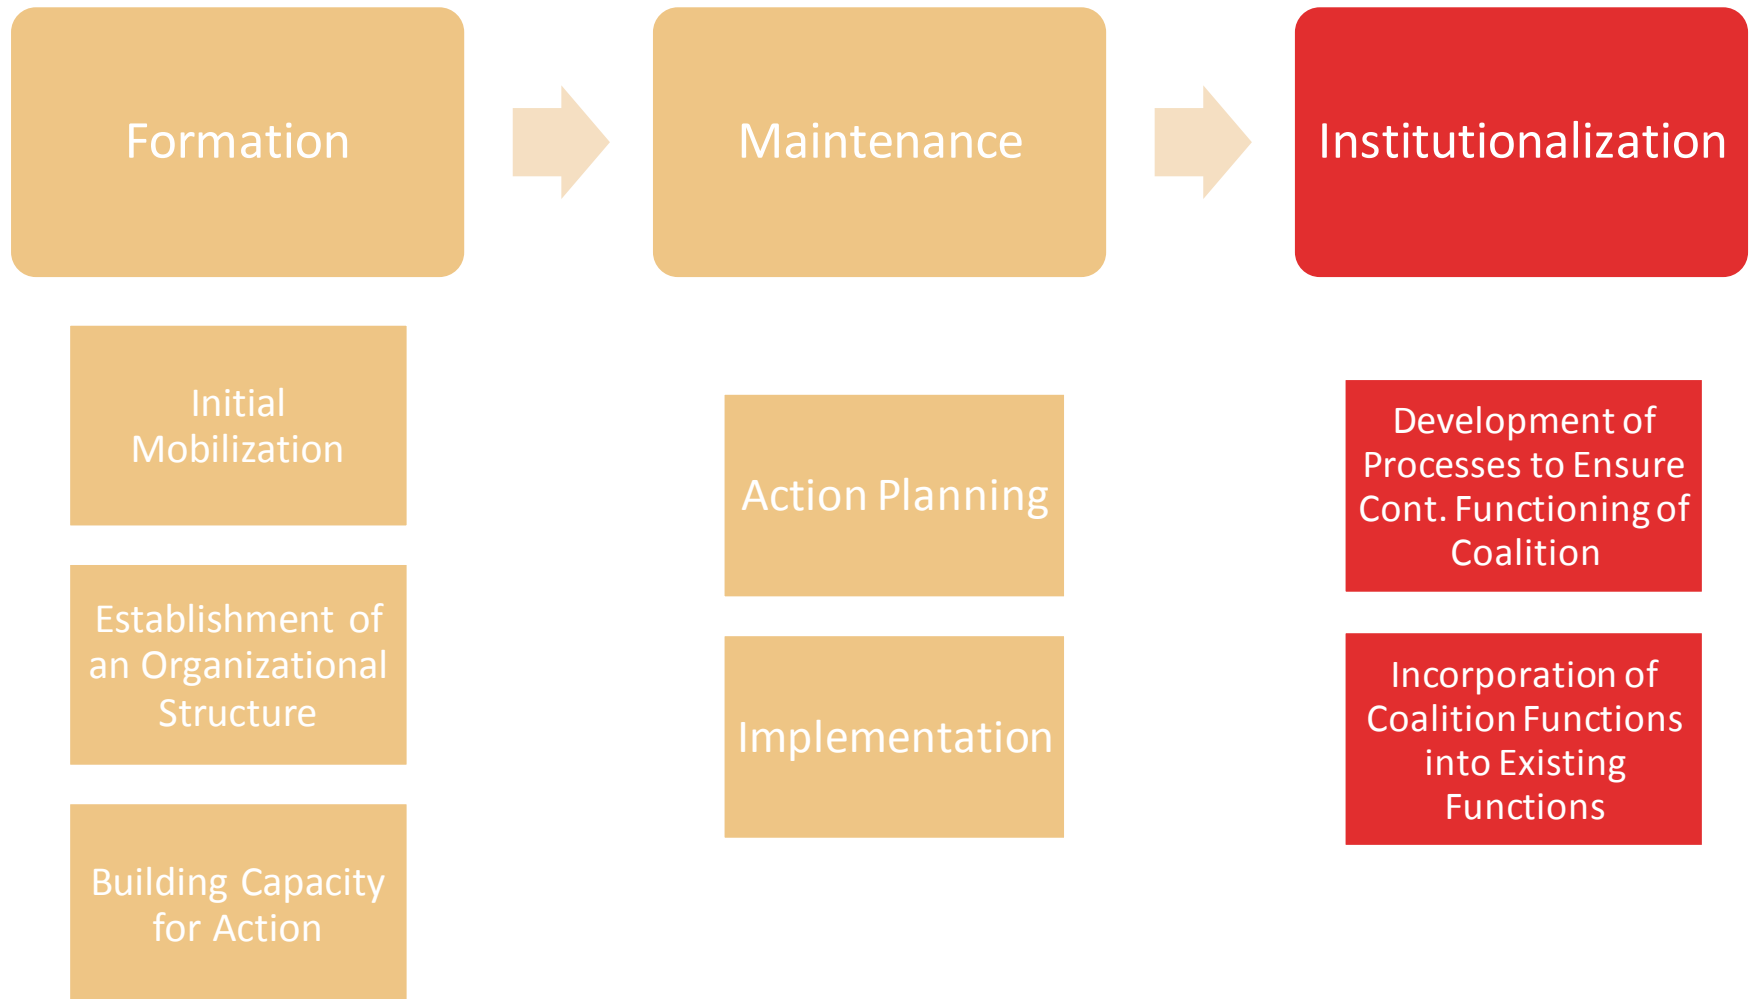 Formation
Maintenance
Institutionalization
Initial
Mobilization
Establishment of
an Organizational
Structure
Building Capacity
for Action
Action Planning
Implementation
Development of
Processes to Ensure
Cont. Functioning of
Coalition
Incorporation of
Coalition Functions
into Existing
Functions